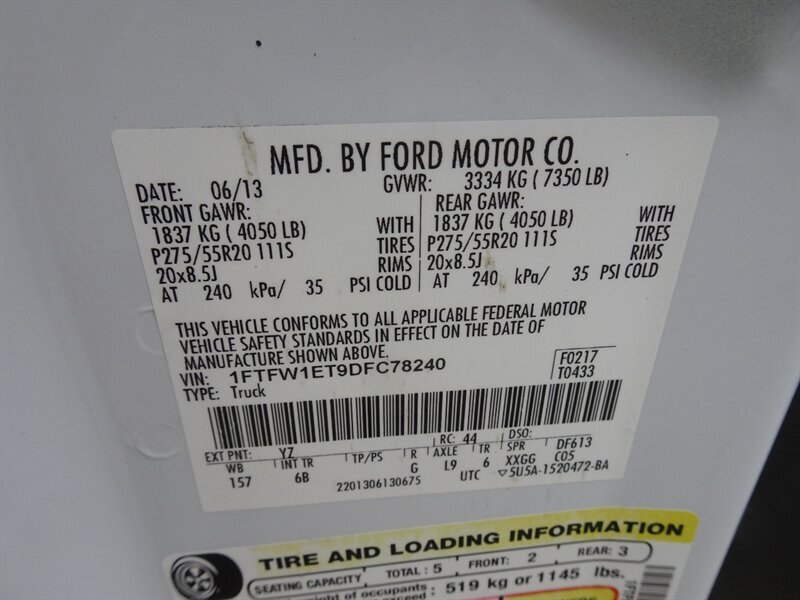 MFD. BY FORD MOTOR CO.
DATE: 06/13 GVWR: 3334 KG ( 7350 LB)
FRONT GAWR: REAR GAWR:
1837 KG ( 4050 LB) WITH 1837 KG ( 4050 LB) WITH
P275/55R20 111S TIRES P275/55R20 111S TIRES
20x8.5J RIMS 20x8.5J RIMS
AT 240 kPa/ 35 PSI COLD AT 240 kPa/ 35 PSI COLD
THIS VEHICLE CONFORMS TO ALL APPLICABLE FEDERAL MOTOR
VEHICLE SAFETY STANDARDS IN EFFECT ON THE DATE OF
MANUFACTURE SHOWN ABOVE.
VIN: 1FTFW1ET9DFC78240 F0217
TYPE: Truck T0433
EXT PNT: YZ RC: 44 DSO: DF613
WB INT TR TP/PS R AXLE TR SPR C05
157 6B G L9 6 XXGG
2201306130675 UTC ▽5U5A-1520472-BA
TIRE AND LOADING INFORMATION
SEATING CAPACITY TOTAL : 5 FRONT: 2 REAR: 3
of occupants 519 kg or 1145 lbs.